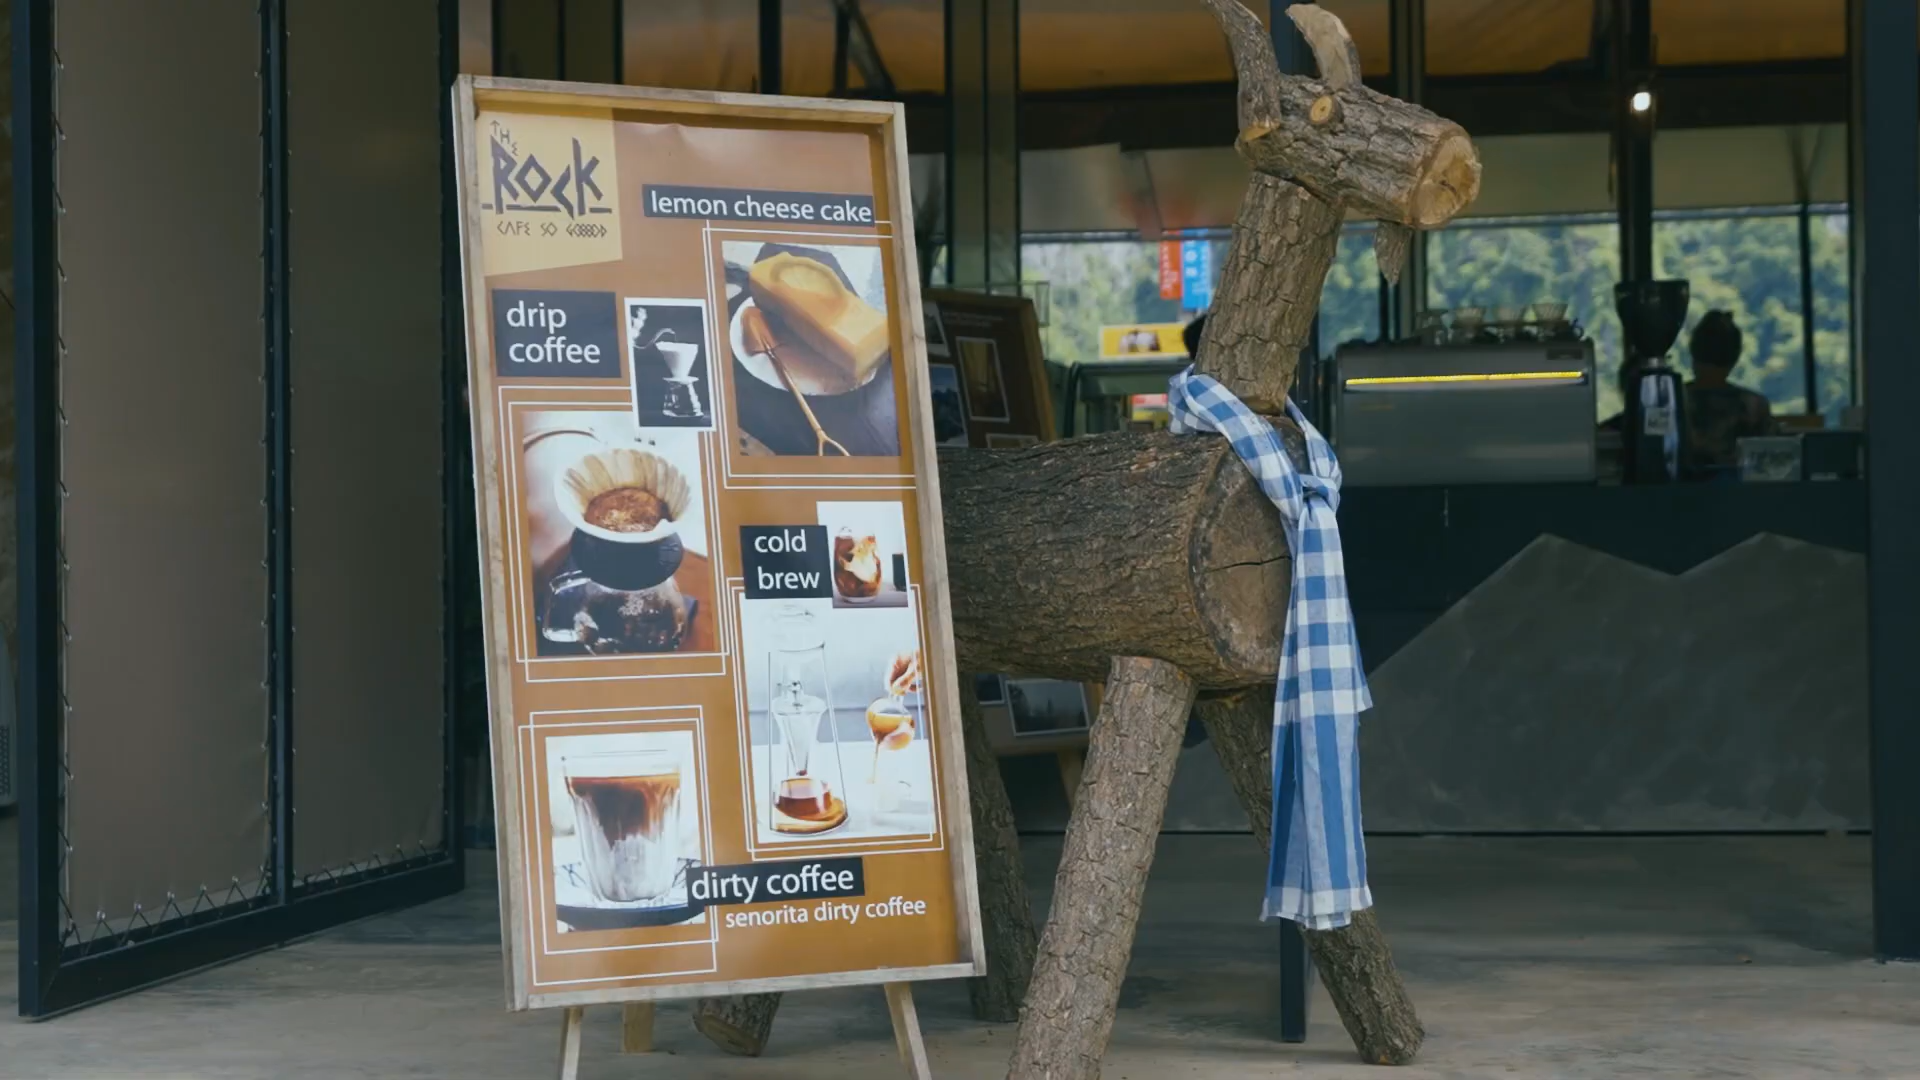 THE
ROCK
CAFE SO GOOOOD
lemon cheese cake
drip
coffee
cold
brew
dirty coffee
senorita dirty coffee